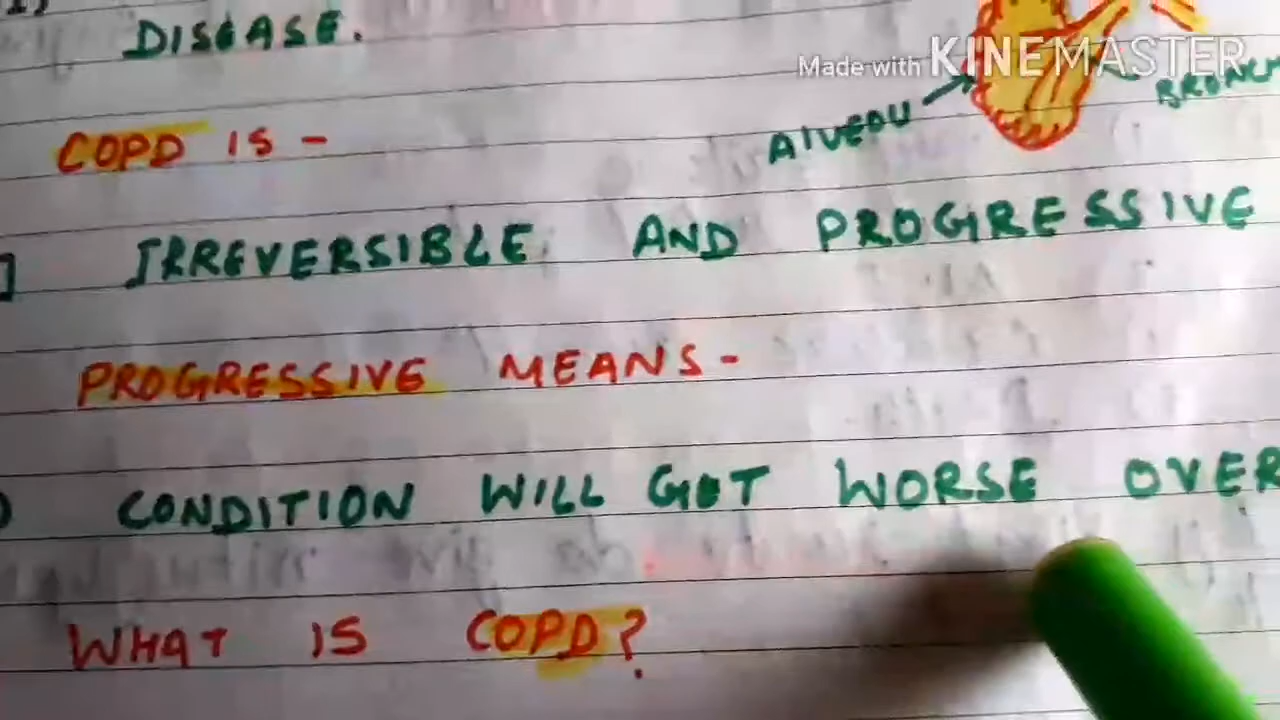 DISEASE.
Made with KINEMASTER
COPD IS -
IRREVERSIBLE AND PROGRESSIVE
PROGRESSIVE MEANS -
CONDITION WILL GET WORSE OVER
WHAT IS COPD?